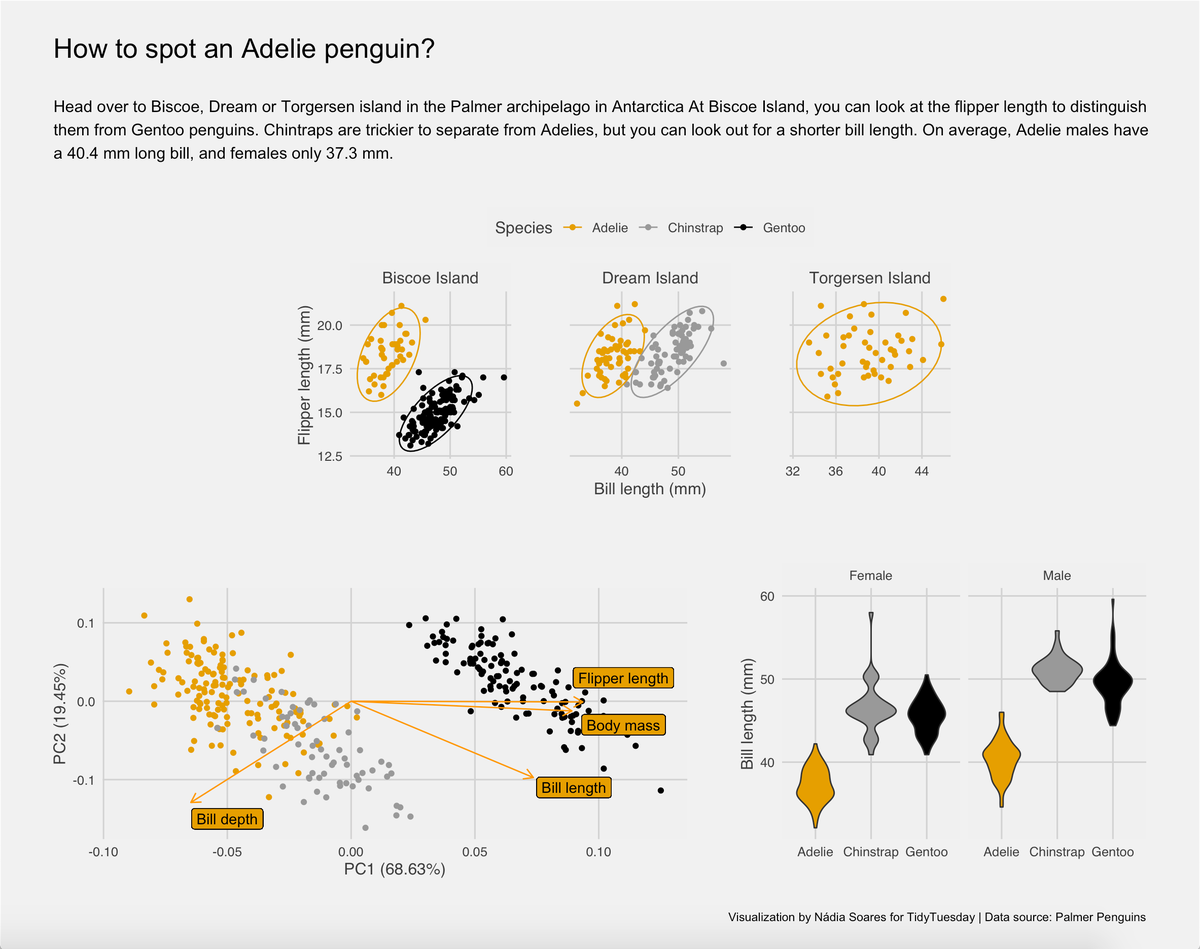 How to spot an Adelie penguin?
Head over to Biscoe, Dream or Torgersen island in the Palmer archipelago in Antarctica At Biscoe Island, you can look at the flipper length to distinguish
them from Gentoo penguins. Chintraps are trickier to separate from Adelies, but you can look out for a shorter bill length. On average, Adelie males have
a 40.4 mm long bill, and females only 37.3 mm.
Species Adelie Chinstrap Gentoo
Biscoe Island Dream Island Torgersen Island
Flipper length (mm)
20.0
17.5
15.0
12.5
40 50 60 40 50 32 36 40 44
Bill length (mm)
PC2 (19.45%)
0.1
0.0
-0.1
Flipper length
Body mass
Bill length
Bill depth
-0.10 -0.05 0.00 0.05 0.10
PC1 (68.63%)
Female Male
Bill length (mm)
60
50
40
Adelie Chinstrap Gentoo Adelie Chinstrap Gentoo
Visualization by Nádia Soares for TidyTuesday | Data source: Palmer Penguins